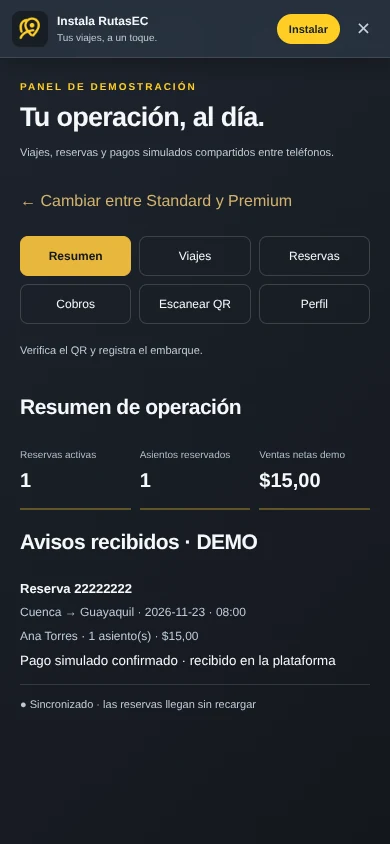 Instala RutasEC
Tus viajes, a un toque.
Instalar
✕
PANEL DE DEMOSTRACIÓN
Tu operación, al día.
Viajes, reservas y pagos simulados compartidos entre teléfonos.
← Cambiar entre Standard y Premium
Resumen
Viajes
Reservas
Cobros
Escanear QR
Perfil
Verifica el QR y registra el embarque.
Resumen de operación
Reservas activas
Asientos reservados
Ventas netas demo
1
1
$15,00
Avisos recibidos · DEMO
Reserva 22222222
Cuenca → Guayaquil · 2026-11-23 · 08:00
Ana Torres · 1 asiento(s) · $15,00
Pago simulado confirmado · recibido en la plataforma
● Sincronizado · las reservas llegan sin recargar